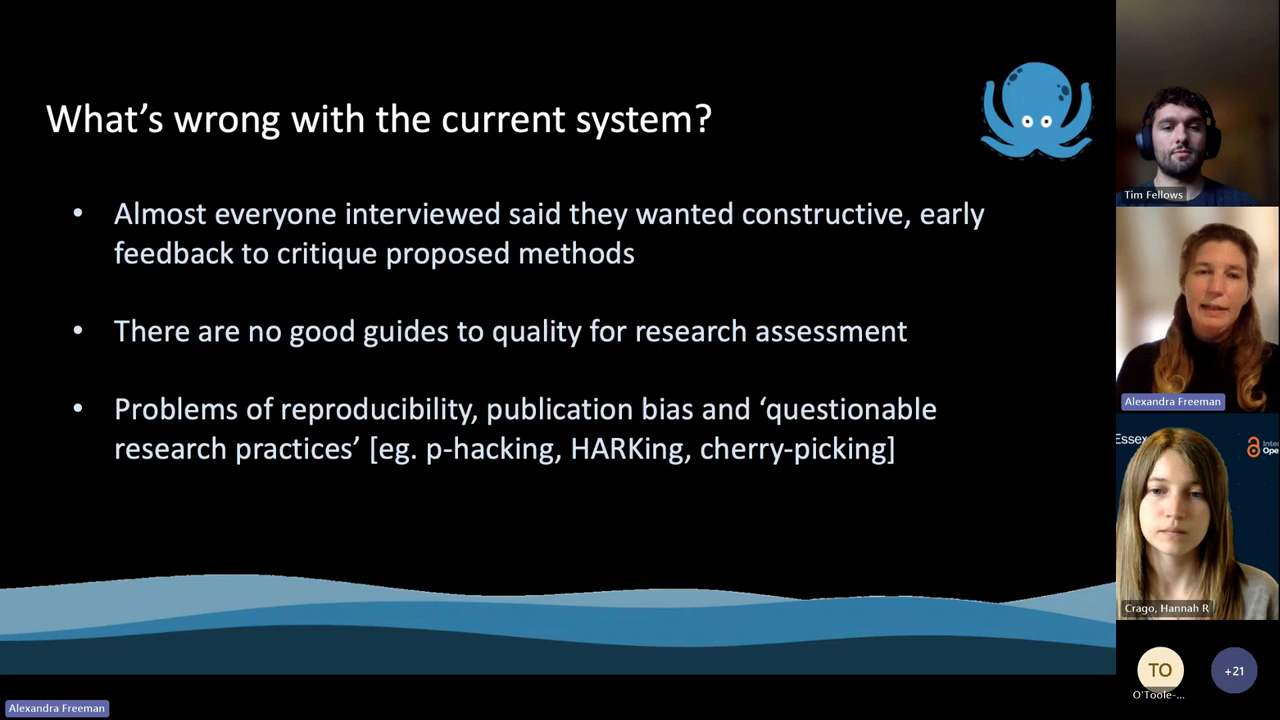 What’s wrong with the current system?
• Almost everyone interviewed said they wanted constructive, early
feedback to critique proposed methods
• There are no good guides to quality for research assessment
• Problems of reproducibility, publication bias and ‘questionable
research practices’ [eg. p-hacking, HARKing, cherry-picking]
Tim Fellows
Alexandra Freeman
Essex
Ope
Crago, Hannah R
TO
+21
O'Toole-...
Alexandra Freeman